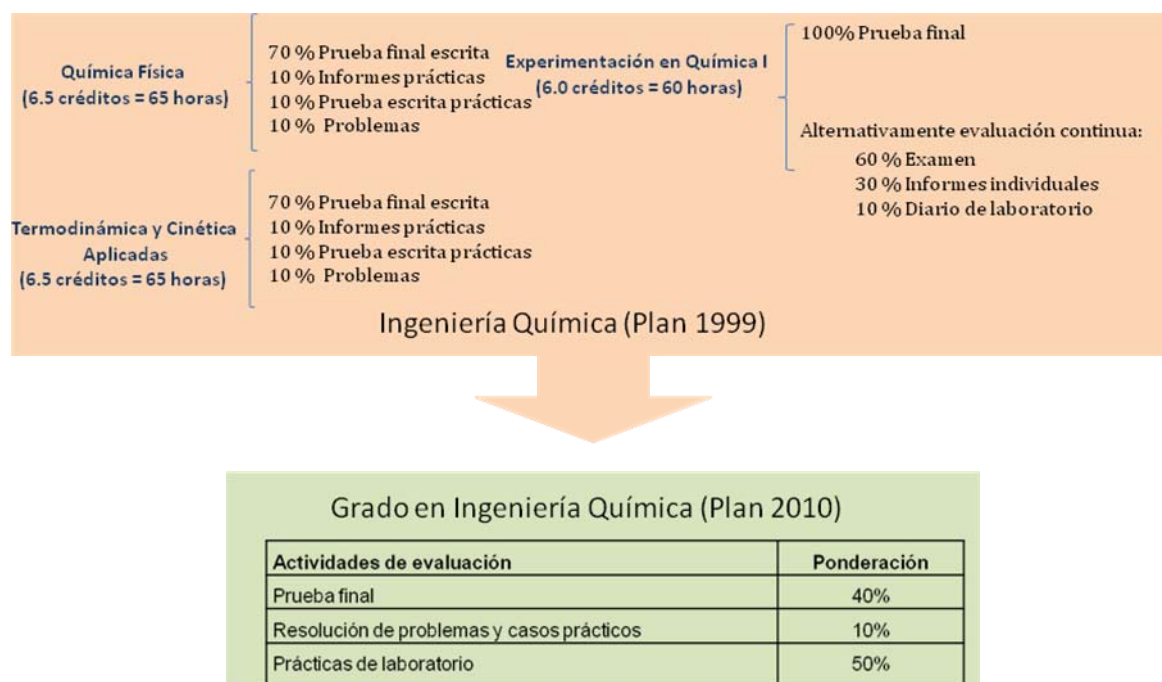 Química Física
(6.5 créditos = 65 horas)
70 % Prueba final escrita
10 % Informes prácticas
10 % Prueba escrita prácticas
10 %  Problemas
Termodinámica y Cinética
Aplicadas
(6.5 créditos = 65 horas)
70 % Prueba final escrita
10 % Informes prácticas
10 % Prueba escrita prácticas
10 %  Problemas
Experimentación en Química I
(6.0 créditos = 60 horas)
100% Prueba final
Alternativamente evaluación continua:
60 % Examen
30 % Informes individuales
10 % Diario de laboratorio
Ingeniería Química (Plan 1999)
Grado en Ingeniería Química (Plan 2010)
Actividades de evaluación Ponderación
Prueba final 40%
Resolución de problemas y casos prácticos 10%
Prácticas de laboratorio 50%